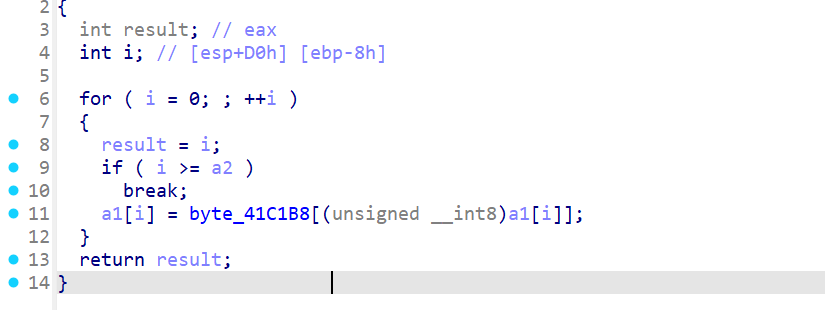 2 {
3 int result; // eax
4 int i; // [esp+D0h] [ebp-8h]
5
6 for ( i = 0; ; ++i )
7 {
8 result = i;
9 if ( i >= a2 )
10 break;
11 a1[i] = byte_41C1B8[(unsigned __int8)a1[i]];
12 }
13 return result;
14 }